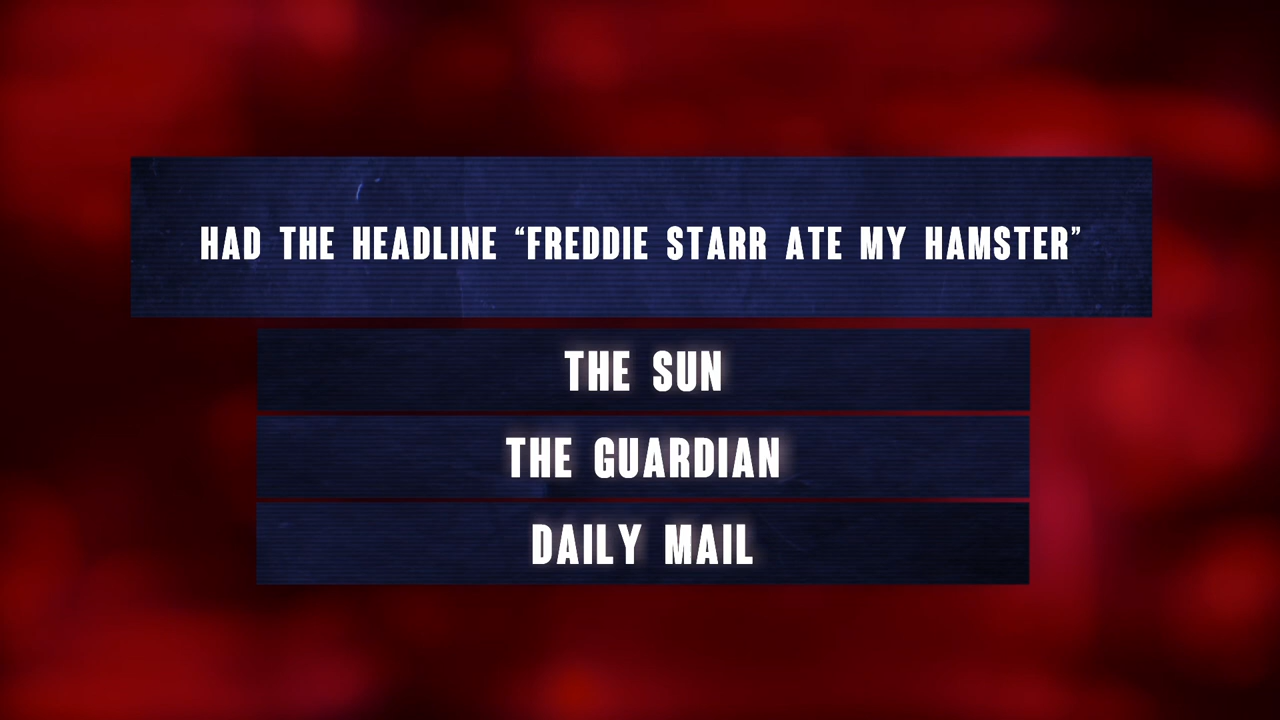 HAD THE HEADLINE “FREDDIE STARR ATE MY HAMSTER”
THE SUN
THE GUARDIAN
DAILY MAIL